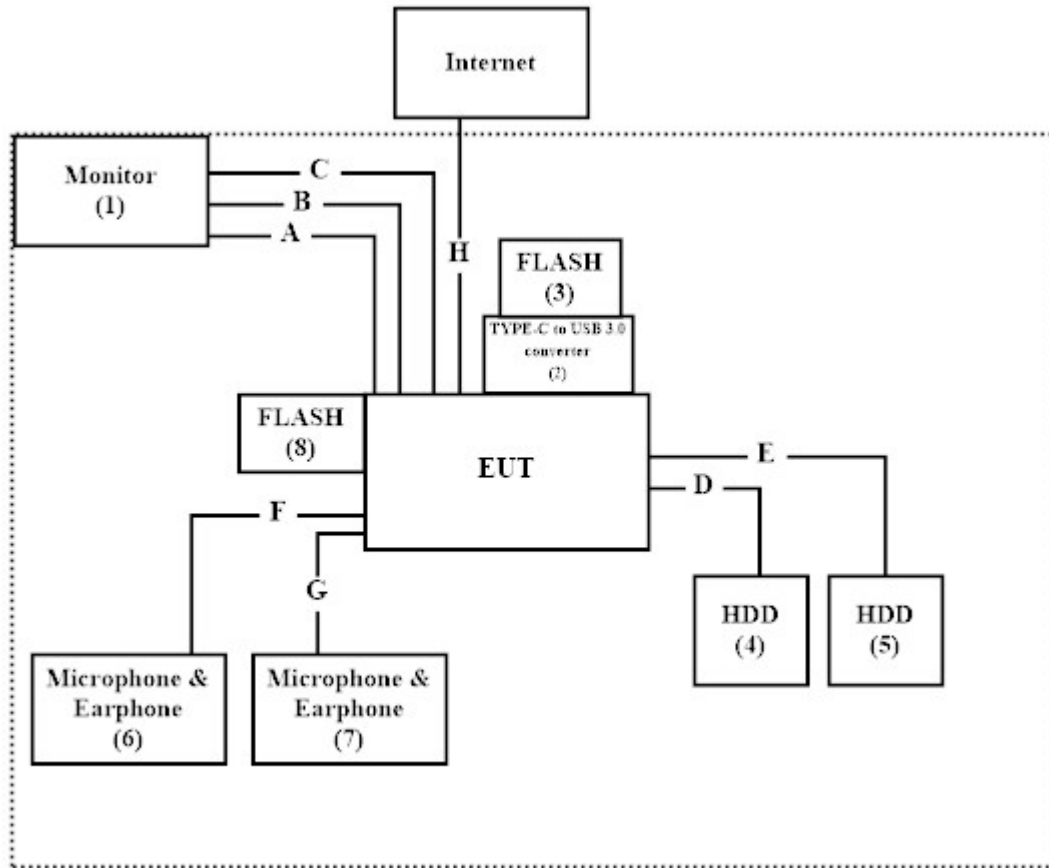 Internet
Monitor
(1)
C
B
A
H
FLASH
(3)
TYPE-C to USB 3.0
converter
(2)
FLASH
(8)
EUT
E
D
F
G
HDD
(4)
HDD
(5)
Microphone &
Earphone
(6)
Microphone &
Earphone
(7)